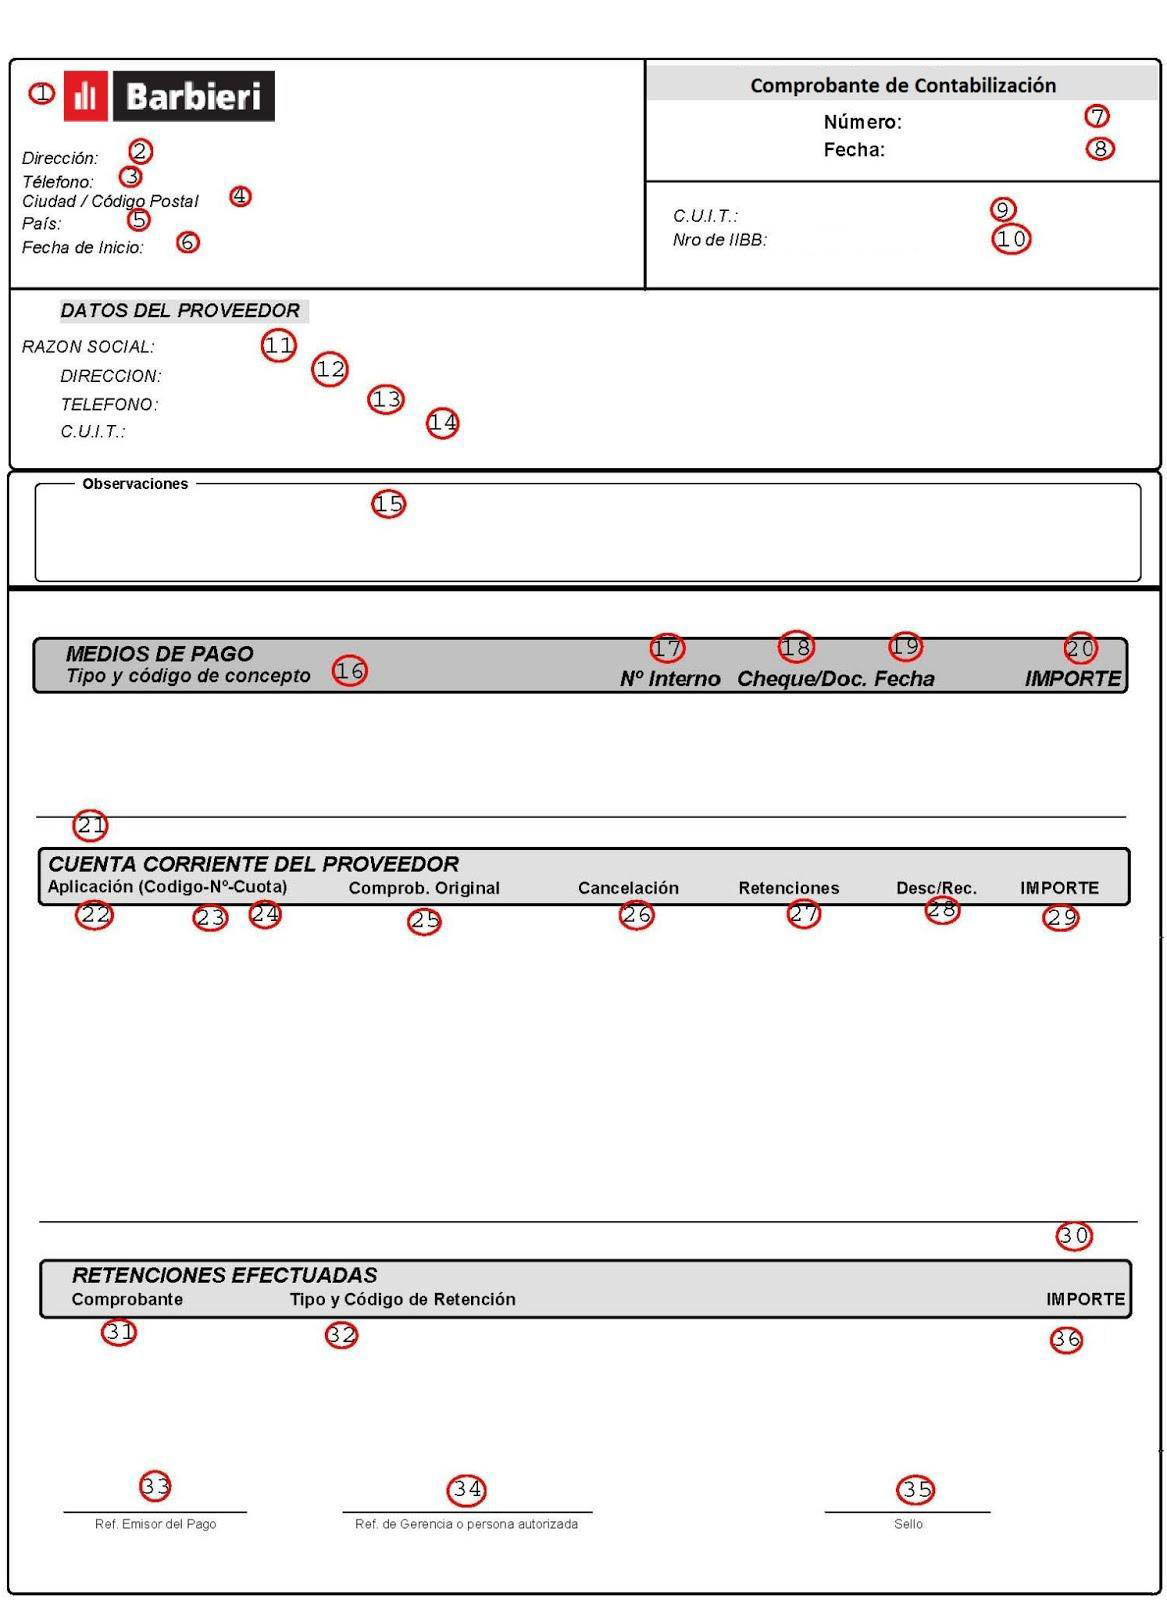 1 Barbieri
Comprobante de Contabilización
Número: 7
Fecha: 8
Dirección: 2
Télefono: 3
Ciudad / Código Postal 4
País: 5
Fecha de Inicio: 6
C.U.I.T.: 9
Nro de IIBB: 10
DATOS DEL PROVEEDOR
RAZON SOCIAL: 11
DIRECCION: 12
TELEFONO: 13
C.U.I.T.: 14
Observaciones
15
MEDIOS DE PAGO 17 18 19 20
Tipo y código de concepto 16 Nº Interno Cheque/Doc. Fecha IMPORTE
21
CUENTA CORRIENTE DEL PROVEEDOR
Aplicación (Codigo-Nº-Cuota) Comprob. Original Cancelación Retenciones Desc/Rec. IMPORTE
22 23 24 25 26 27 28 29
30
RETENCIONES EFECTUADAS
Comprobante Tipo y Código de Retención IMPORTE
31 32 36
33 34 35
Ref. Emisor del Pago Ref. de Gerencia o persona autorizada Sello